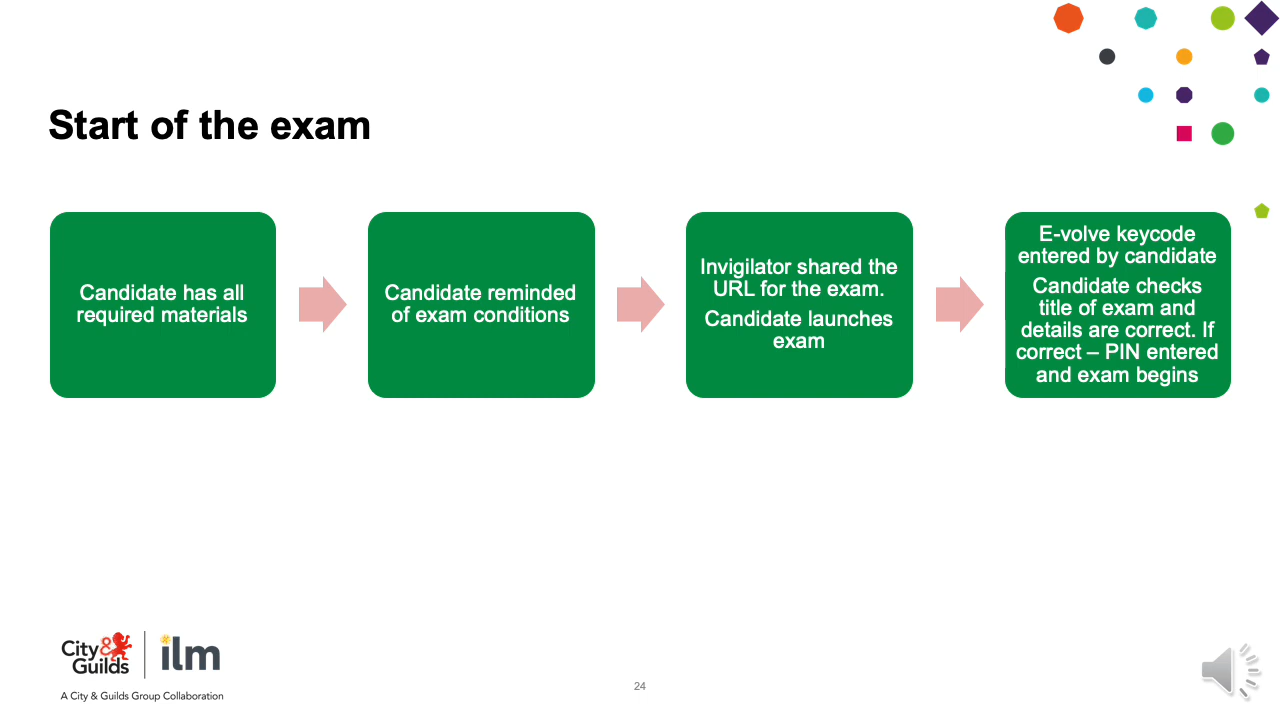 Start of the exam
Candidate has all
required materials
Candidate reminded
of exam conditions
Invigilator shared the
URL for the exam.
Candidate launches
exam
E-volve keycode
entered by candidate
Candidate checks
title of exam and
details are correct. If
correct – PIN entered
and exam begins
City&
Guilds
ilm
A City & Guilds Group Collaboration
24